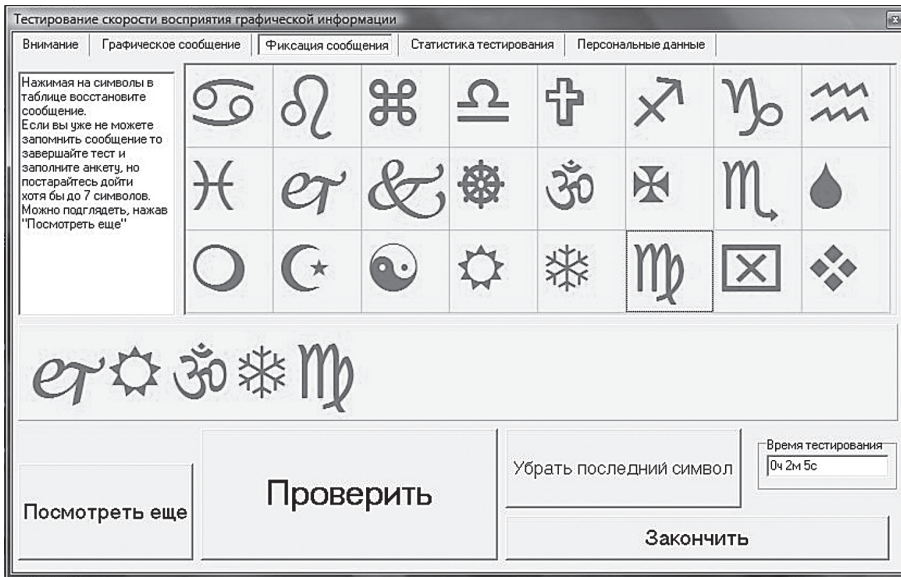 Тестирование скорости восприятия графической информации
Внимание
Графическое сообщение
Фиксация сообщения
Статистика тестирования
Персональные данные
Нажимая на символы в
таблице восстановите
сообщение.
Если вы уже не можете
запомнить сообщение то
завершайте тест и
заполните анкету, но
постарайтесь дойти
хотя бы до 7 символов.
Можно подглядеть, нажав
"Посмотреть еще"
Посмотреть еще
Проверить
Убрать последний символ
Время тестирования
0ч 2м 5с
Закончить